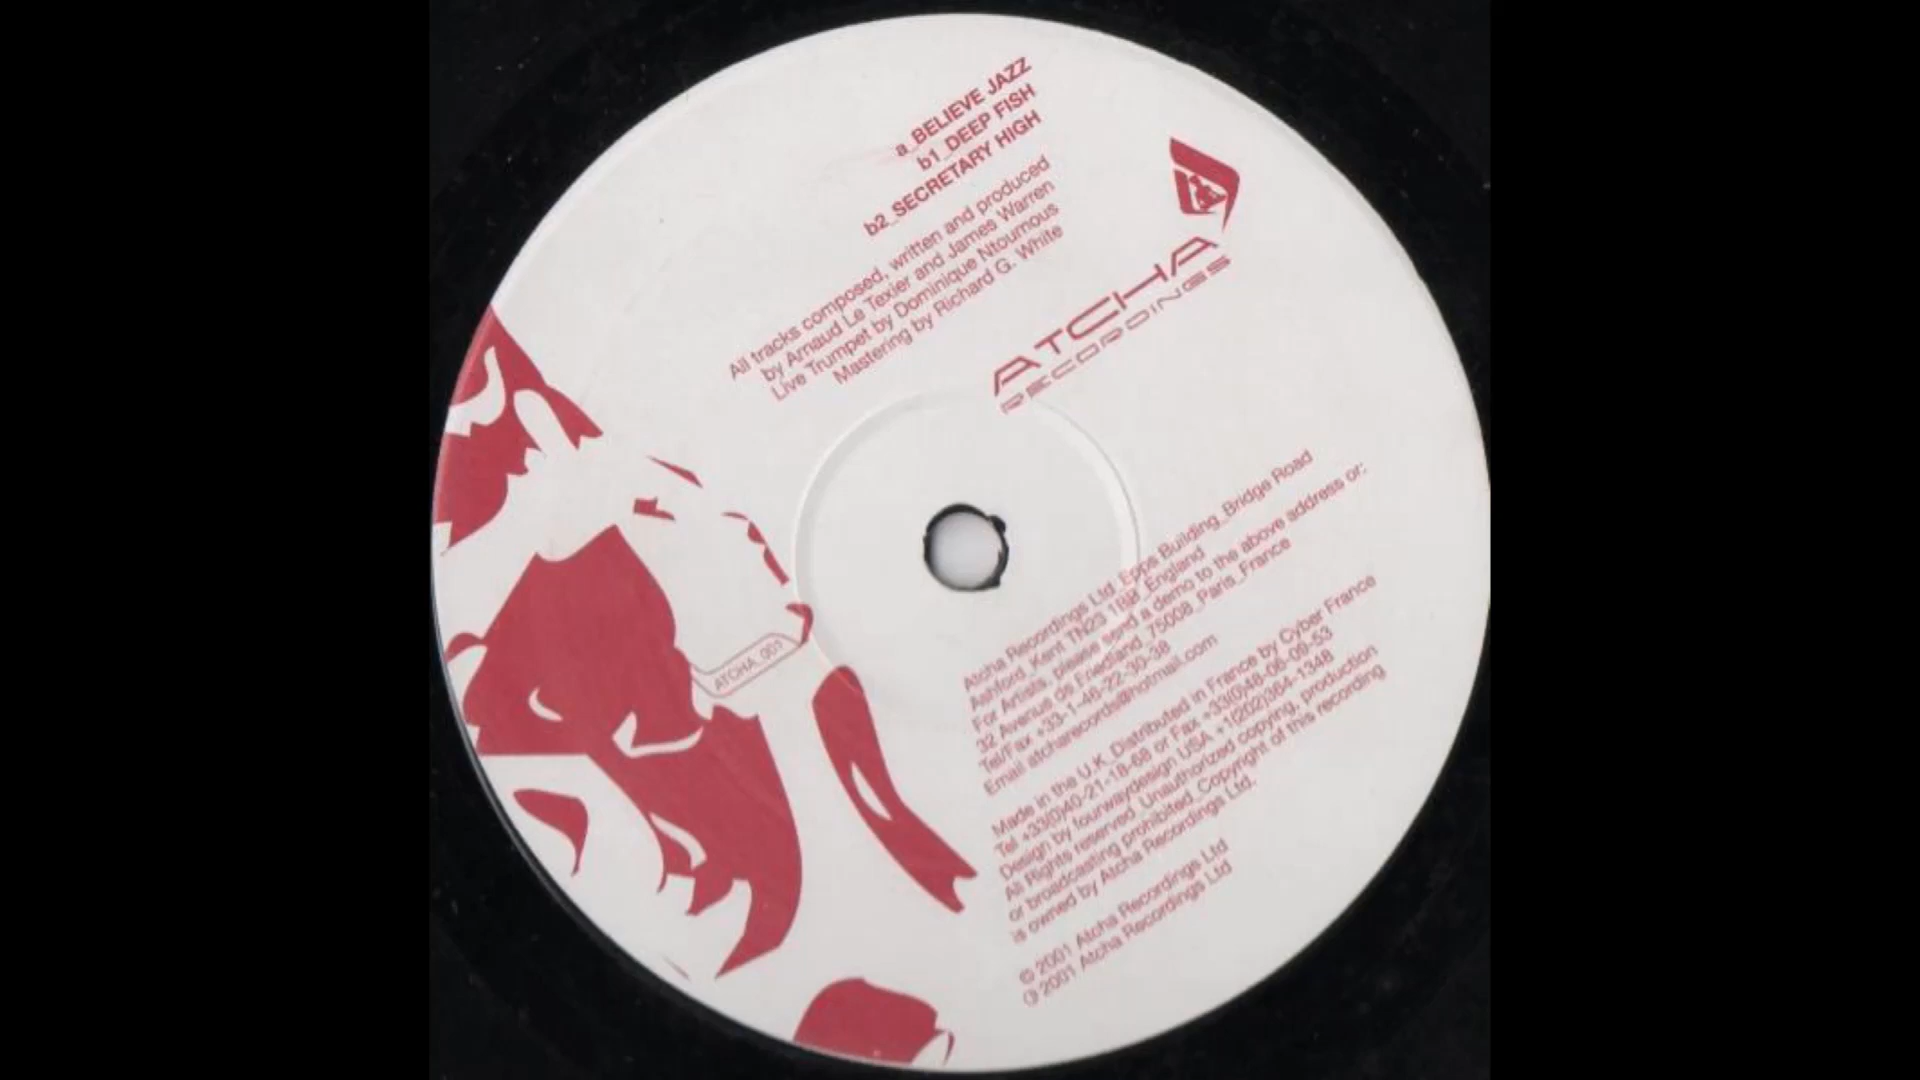 a_BELIEVE JAZZ
b1_DEEP FISH
b2_SECRETARY HIGH
All tracks composed, written and produced
by Arnaud Le Texier and James Warren
Live Trumpet by Dominique Ntoumous
Mastering by Richard G. White
ATCHA
RECORDINGS
ATCHA_001
Atcha Recordings Ltd_Epps Building_Bridge Road
Ashford_Kent TN23 1BB_England
For Artists, please send a demo to the above address or:
32 Avenue de Friedland_75008_Paris_France
Tel/Fax +33-1-46-22-30-38
Email atcharecords@hotmail.com
Made in the U.K_Distributed in France by Cyber France
Tel +33(0)40-21-18-68 or Fax +33(0)48-06-09-53
Design by fourwaydesign USA +1(202)364-1348
All Rights reserved_Unauthorized copying, production
or broadcasting prohibited_Copyright of this recording
is owned by Atcha Recordings Ltd.
© 2001 Atcha Recordings Ltd
℗ 2001 Atcha Recordings Ltd